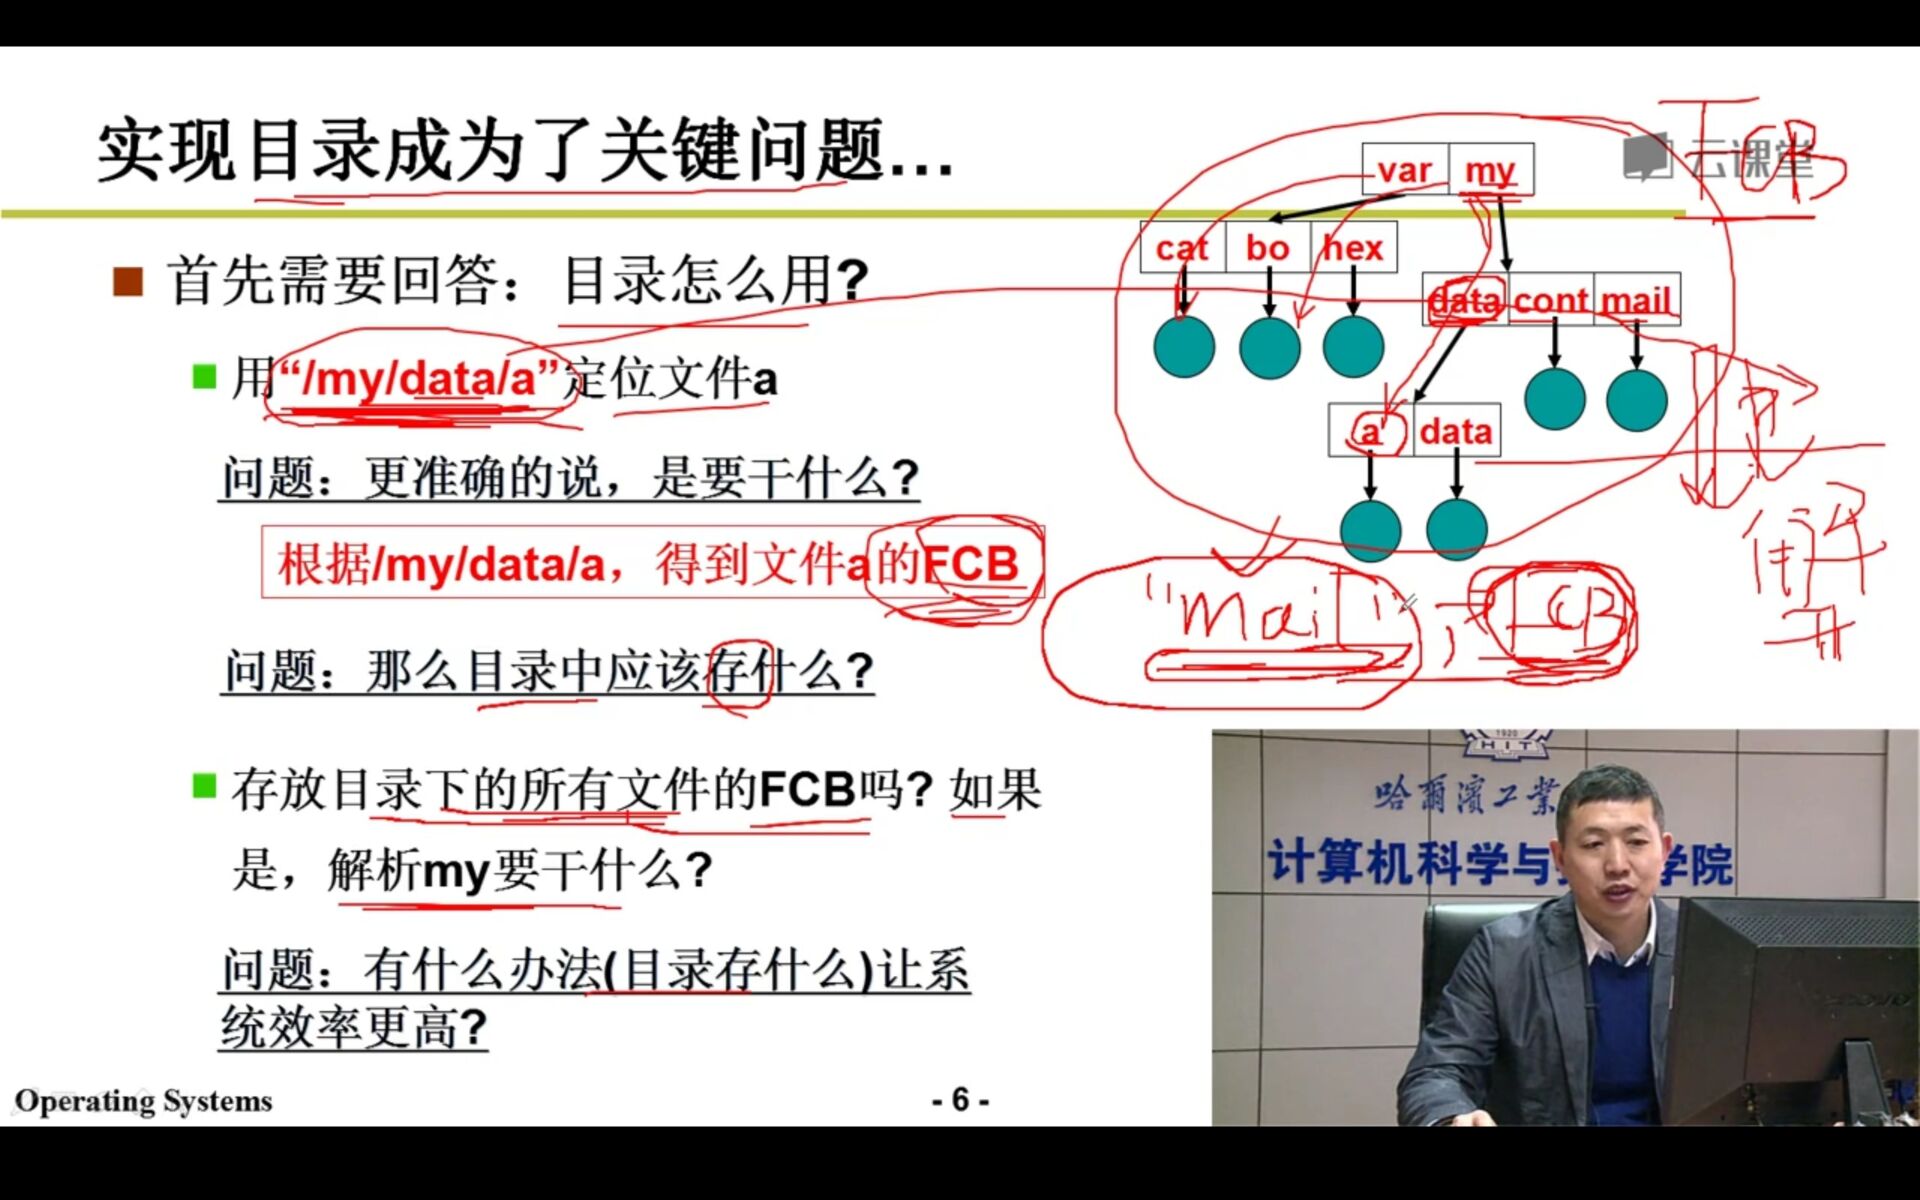 实现目录成为了关键问题...
云课堂
FCB
首先需要回答：目录怎么用?
var my
cat bo hex
data cont mail
a data
用“/my/data/a”定位文件a
问题：更准确的说，是要干什么?
根据/my/data/a，得到文件a的FCB
"mail", FCB
问题：那么目录中应该存什么?
存放目录下的所有文件的FCB吗? 如果
是，解析my要干什么?
问题：有什么办法(目录存什么)让系
统效率更高?
1920
HIT
哈爾濱工業
计算机科学与
学院
Operating Systems
- 6 -